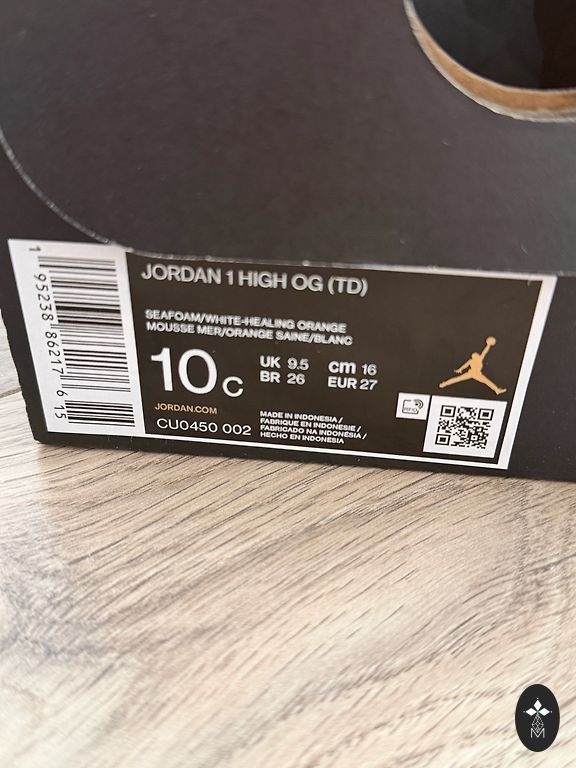 1 95238 86217 6 15
JORDAN 1 HIGH OG (TD)
SEAFOAM/WHITE-HEALING ORANGE
MOUSSE MER/ORANGE SAINE/BLANC
10C
UK 9.5 cm 16
BR 26 EUR 27
JORDAN.COM
CU0450 002
MADE IN INDONESIA /
FABRIQUE EN INDONESIE /
FABRICADO NA INDONÉSIA /
HECHO EN INDONESIA
RFID
M